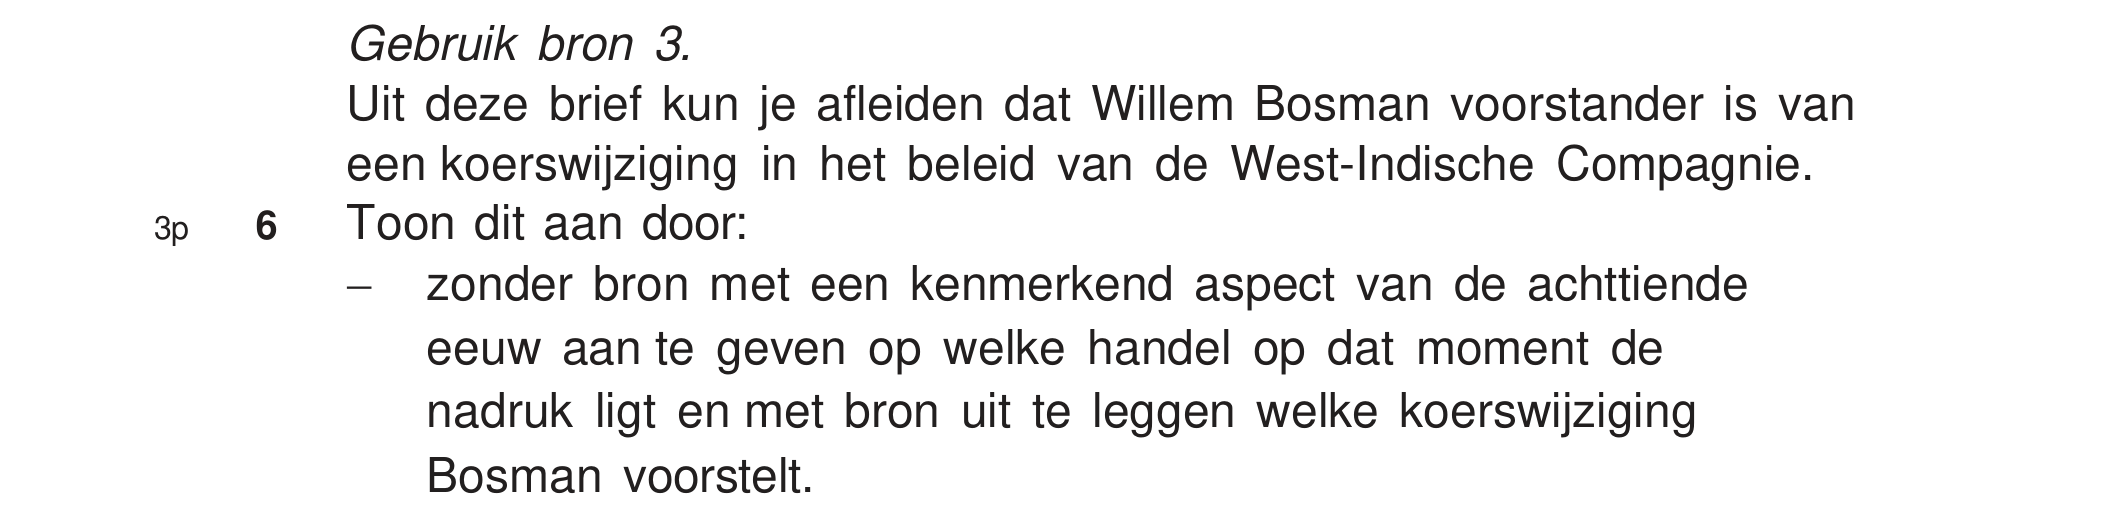 Gebruik bron 3.
Uit deze brief kun je afleiden dat Willem Bosman voorstander is van
een koerswijziging in het beleid van de West-Indische Compagnie.
3p 6 Toon dit aan door:
– zonder bron met een kenmerkend aspect van de achttiende
eeuw aan te geven op welke handel op dat moment de
nadruk ligt en met bron uit te leggen welke koerswijziging
Bosman voorstelt.